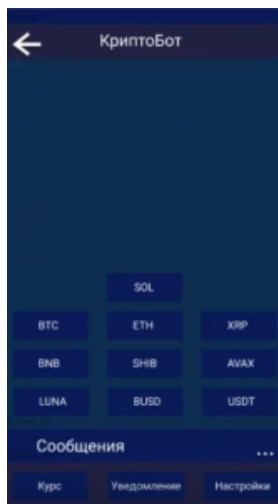 КриптоБот
SOL
BTC ETH XRP
BNB SHIB AVAX
LUNA BUSD USDT
Сообщения ...
Курс Уведомление Настройки